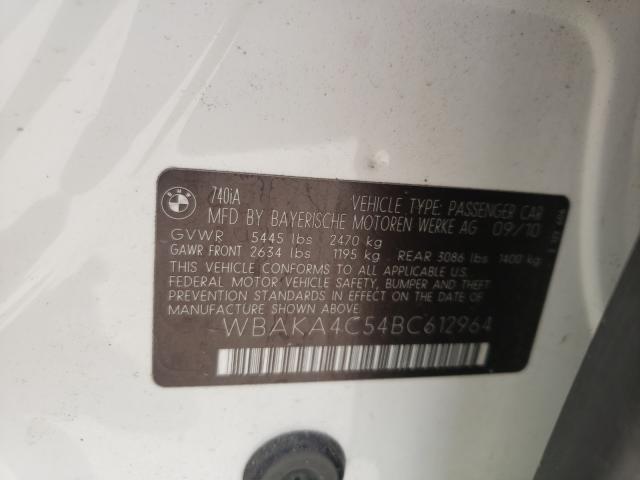 BMW
740iA
VEHICLE TYPE: PASSENGER CAR
MFD BY BAYERISCHE MOTOREN WERKE AG 09/10
GVWR 5445 lbs 2470 kg
GAWR FRONT 2634 lbs 1195 kg REAR 3086 lbs 1400 kg
THIS VEHICLE CONFORMS TO ALL APPLICABLE
FEDERAL MOTOR VEHICLE SAFETY, BUMPER AND THEFT
PREVENTION STANDARDS IN EFFECT ON THE DATE OF
MANUFACTURE SHOWN ABOVE.
WBAKA4C54BC612964